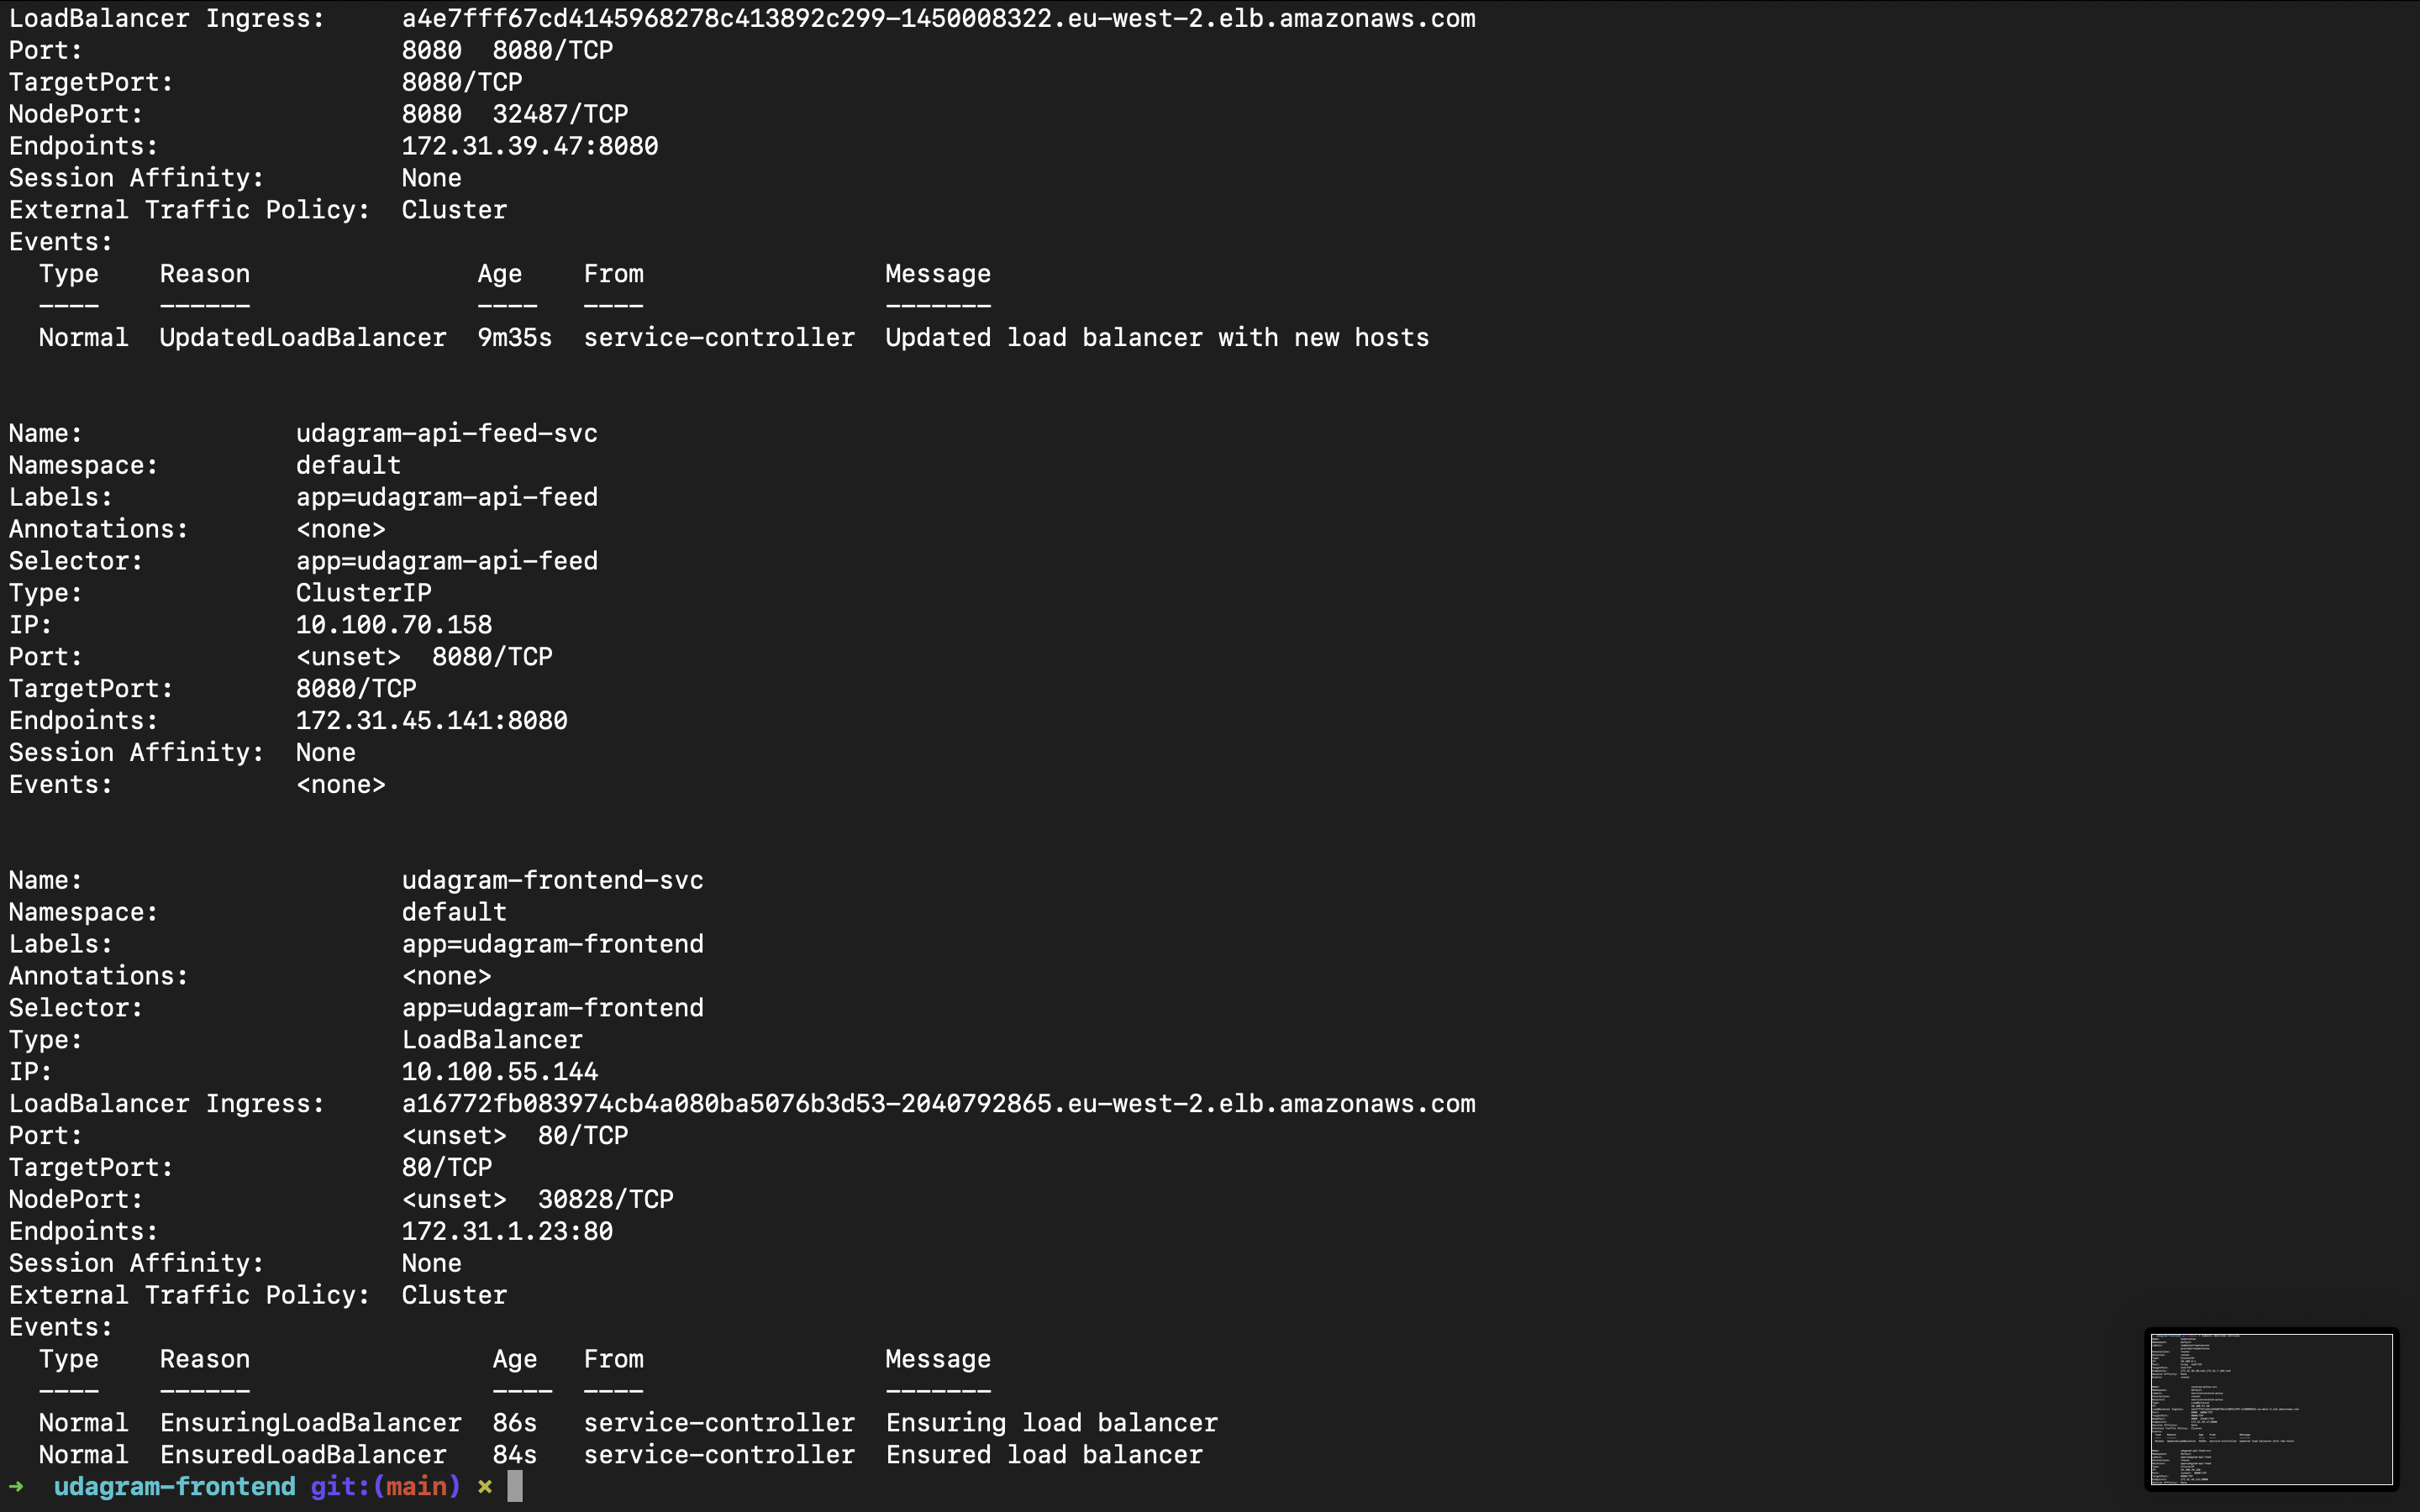 LoadBalancer Ingress:     a4e7fff67cd4145968278c413892c299-1450008322.eu-west-2.elb.amazonaws.com
Port:                     8080  8080/TCP
TargetPort:               8080/TCP
NodePort:                 8080  32487/TCP
Endpoints:                172.31.39.47:8080
Session Affinity:         None
External Traffic Policy:  Cluster
Events:
  Type    Reason               Age    From                Message
  ----    ------               ----   ----                -------
  Normal  UpdatedLoadBalancer  9m35s  service-controller  Updated load balancer with new hosts
Name:              udagram-api-feed-svc
Namespace:         default
Labels:            app=udagram-api-feed
Annotations:       <none>
Selector:          app=udagram-api-feed
Type:              ClusterIP
IP:                10.100.70.158
Port:              <unset>  8080/TCP
TargetPort:        8080/TCP
Endpoints:         172.31.45.141:8080
Session Affinity:  None
Events:            <none>
Name:                     udagram-frontend-svc
Namespace:                default
Labels:                   app=udagram-frontend
Annotations:              <none>
Selector:                 app=udagram-frontend
Type:                     LoadBalancer
IP:                       10.100.55.144
LoadBalancer Ingress:     a16772fb083974cb4a080ba5076b3d53-2040792865.eu-west-2.elb.amazonaws.com
Port:                     <unset>  80/TCP
TargetPort:               80/TCP
NodePort:                 <unset>  30828/TCP
Endpoints:                172.31.1.23:80
Session Affinity:         None
External Traffic Policy:  Cluster
Events:
  Type    Reason                Age   From                Message
  ----    ------                ----  ----                -------
  Normal  EnsuringLoadBalancer  86s   service-controller  Ensuring load balancer
  Normal  EnsuredLoadBalancer   84s   service-controller  Ensured load balancer
➜  udagram-frontend git:(main) ✗